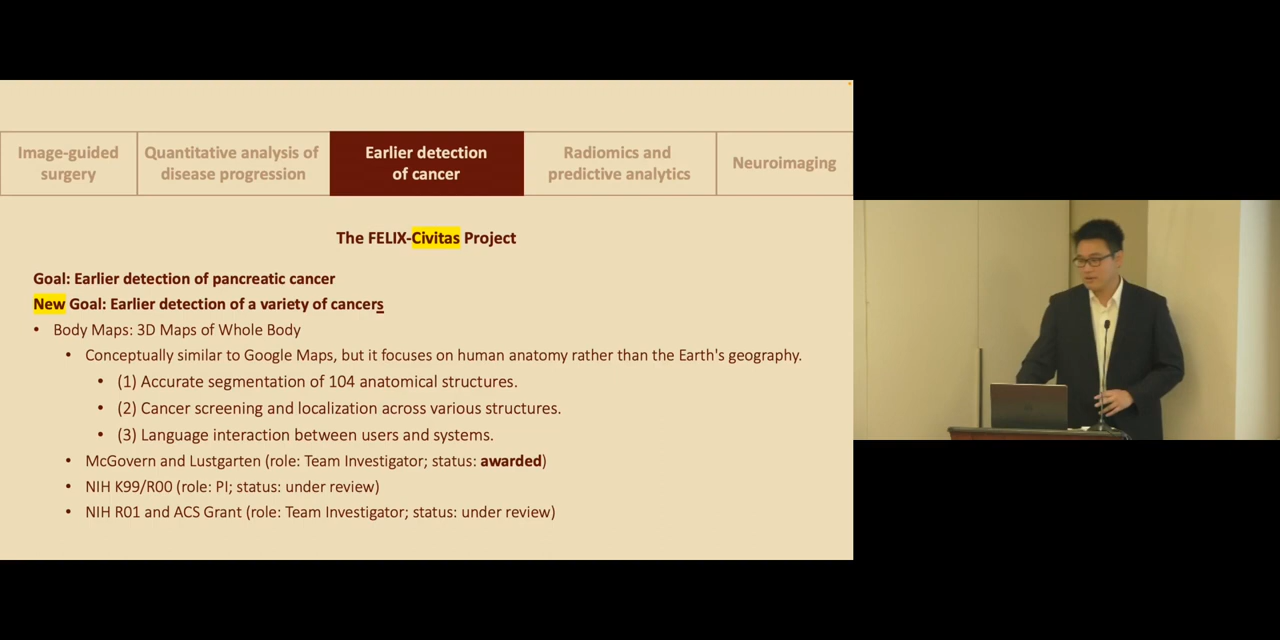 Image-guided
surgery
Quantitative analysis of
disease progression
Earlier detection
of cancer
Radiomics and
predictive analytics
Neuroimaging
The FELIX-Civitas Project
Goal: Earlier detection of pancreatic cancer
New Goal: Earlier detection of a variety of cancers
• Body Maps: 3D Maps of Whole Body
• Conceptually similar to Google Maps, but it focuses on human anatomy rather than the Earth's geography.
• (1) Accurate segmentation of 104 anatomical structures.
• (2) Cancer screening and localization across various structures.
• (3) Language interaction between users and systems.
• McGovern and Lustgarten (role: Team Investigator; status: awarded)
• NIH K99/R00 (role: PI; status: under review)
• NIH R01 and ACS Grant (role: Team Investigator; status: under review)